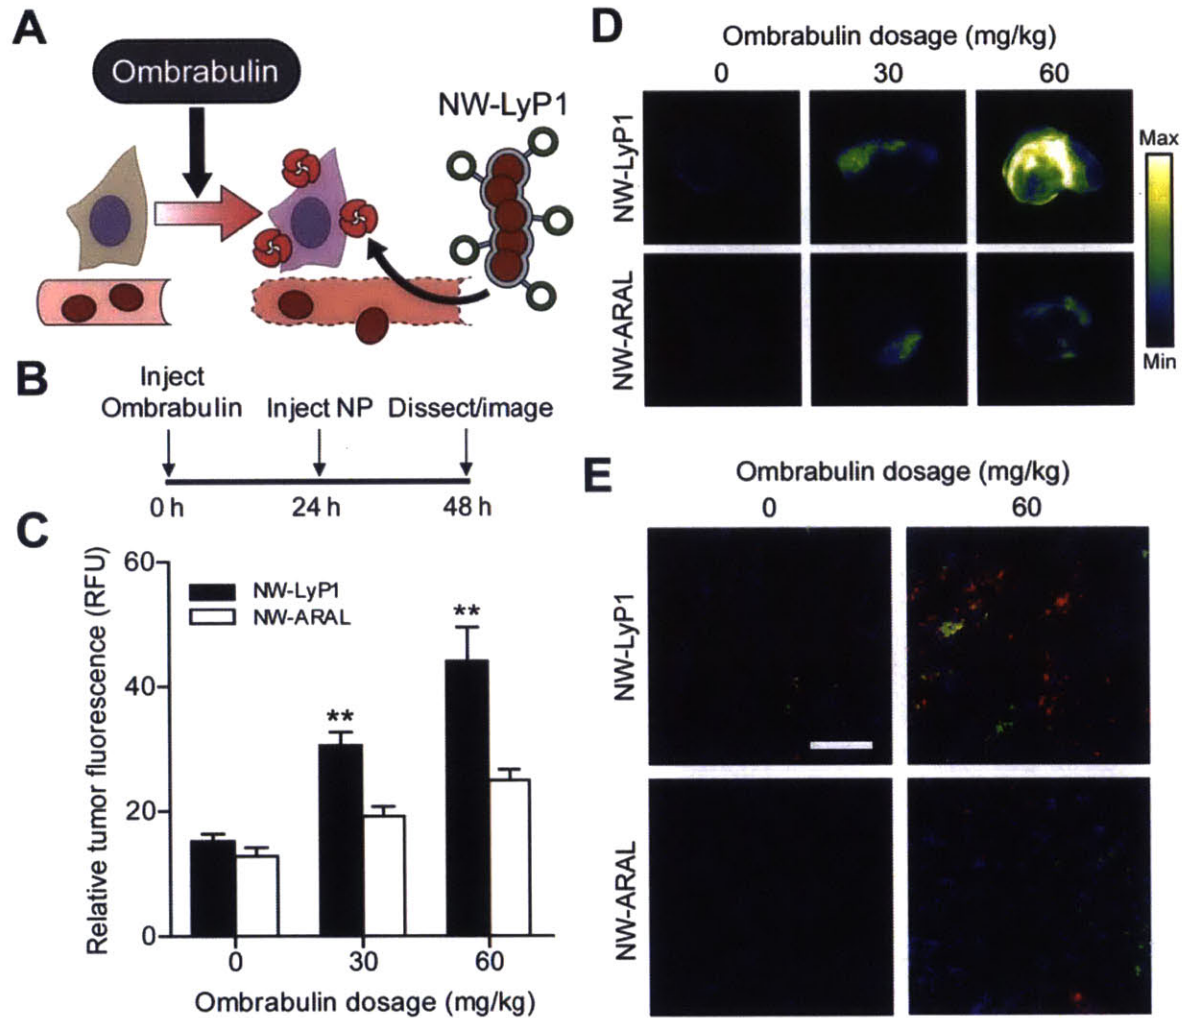 A
Ombrabulin
NW-LyP1
B
Inject
Ombrabulin
Inject NP
Dissect/image
0 h
24 h
48 h
C
Relative tumor fluorescence (RFU)
60
40
20
0
NW-LyP1
NW-ARAL
**
**
0
30
60
Ombrabulin dosage (mg/kg)
D
Ombrabulin dosage (mg/kg)
0
30
60
NW-LyP1
NW-ARAL
Max
Min
E
Ombrabulin dosage (mg/kg)
0
60
NW-LyP1
NW-ARAL